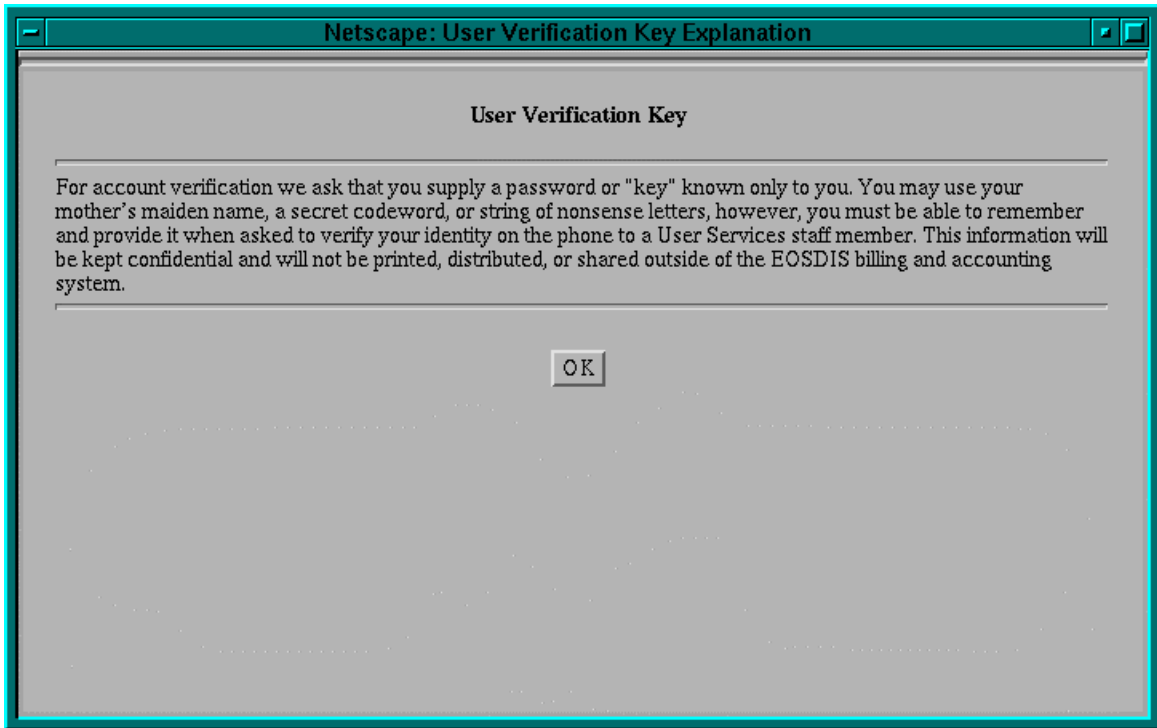 Netscape: User Verification Key Explanation
User Verification Key
For account verification we ask that you supply a password or "key" known only to you. You may use your
mother's maiden name, a secret codeword, or string of nonsense letters, however, you must be able to remember
and provide it when asked to verify your identity on the phone to a User Services staff member. This information will
be kept confidential and will not be printed, distributed, or shared outside of the EOSDIS billing and accounting
system.
OK